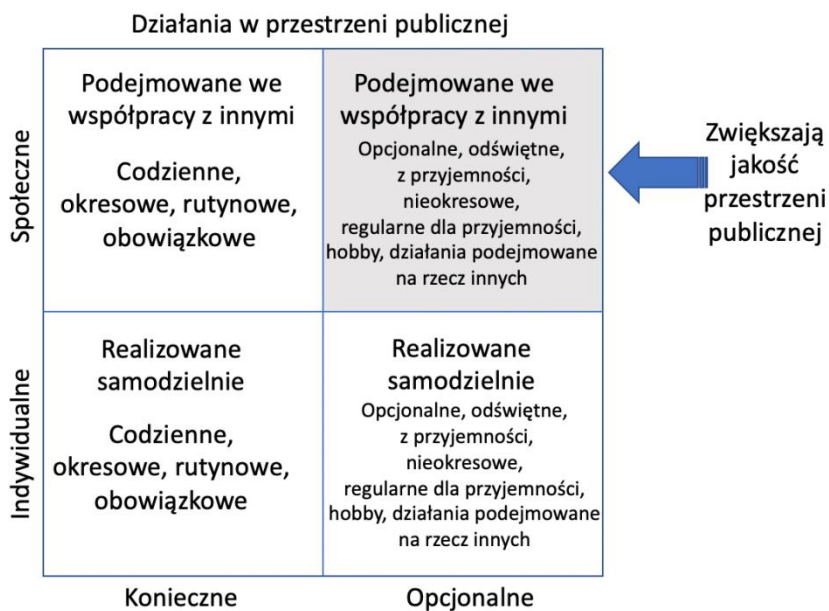 Działania w przestrzeni publicznej
Społeczne
Podejmowane we
współpracy z innymi
Codzienne,
okresowe, rutynowe,
obowiązkowe
Podejmowane we
współpracy z innymi
Opcjonalne, odświętne,
z przyjemności,
nieokresowe,
regularne dla przyjemności,
hobby, działania podejmowane
na rzecz innych
Zwiększają
jakość
przestrzeni
publicznej
Indywidualne
Realizowane
samodzielnie
Codzienne,
okresowe, rutynowe,
obowiązkowe
Realizowane
samodzielnie
Opcjonalne, odświętne,
z przyjemności,
nieokresowe,
regularne dla przyjemności,
hobby, działania podejmowane
na rzecz innych
Konieczne
Opcjonalne